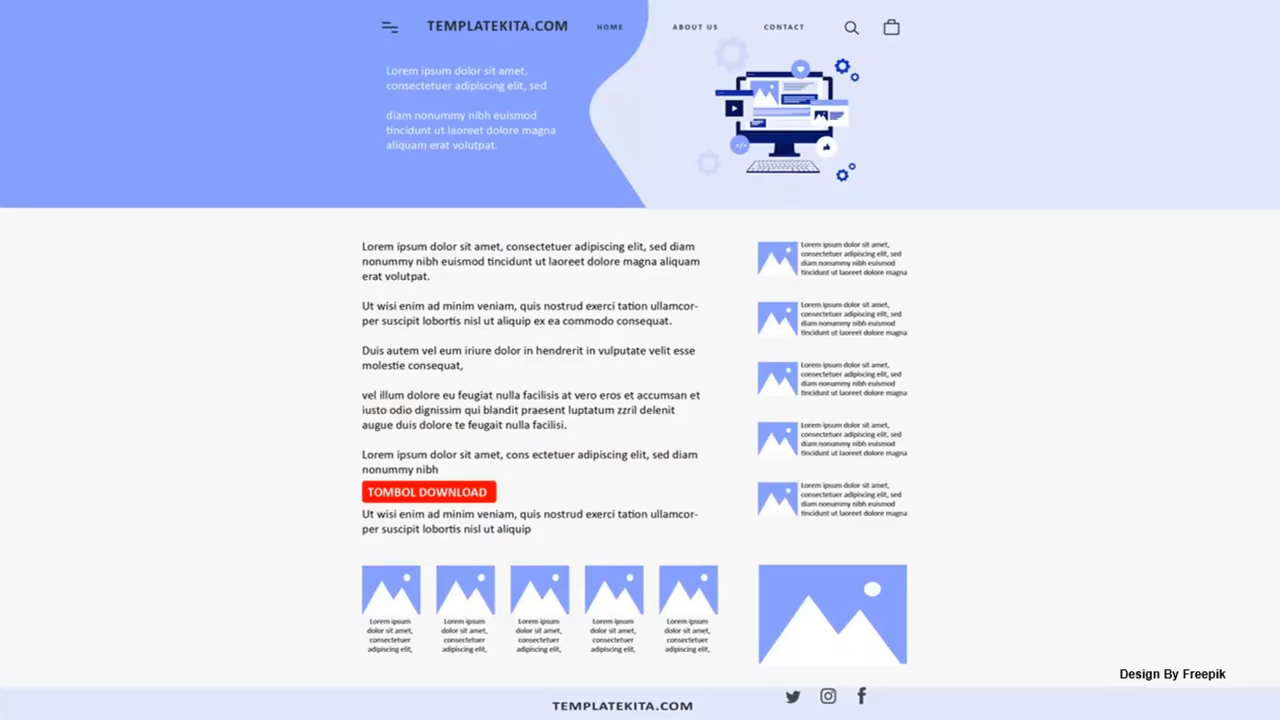 TEMPLATEKITA.COM
HOME
ABOUT US
CONTACT
Lorem ipsum dolor sit amet,
consectetuer adipiscing elit, sed
diam nonummy nibh euismod
tincidunt ut laoreet dolore magna
aliquam erat volutpat.
Lorem ipsum dolor sit amet, consectetuer adipiscing elit, sed diam
nonummy nibh euismod tincidunt ut laoreet dolore magna aliquam
erat volutpat.
Ut wisi enim ad minim veniam, quis nostrud exerci tation ullamcor-
per suscipit lobortis nisl ut aliquip ex ea commodo consequat.
Duis autem vel eum iriure dolor in hendrerit in vulputate velit esse
molestie consequat,
vel illum dolore eu feugiat nulla facilisis at vero eros et accumsan et
iusto odio dignissim qui blandit praesent luptatum zzril delenit
augue duis dolore te feugait nulla facilisi.
Lorem ipsum dolor sit amet, cons ectetuer adipiscing elit, sed diam
nonummy nibh
TOMBOL DOWNLOAD
Ut wisi enim ad minim veniam, quis nostrud exerci tation ullamcor-
per suscipit lobortis nisl ut aliquip
Lorem ipsum dolor sit amet,
consectetuer adipiscing elit, sed
diam nonummy nibh euismod
tincidunt ut laoreet dolore magna
Lorem ipsum dolor sit amet,
consectetuer adipiscing elit, sed
diam nonummy nibh euismod
tincidunt ut laoreet dolore magna
Lorem ipsum dolor sit amet,
consectetuer adipiscing elit, sed
diam nonummy nibh euismod
tincidunt ut laoreet dolore magna
Lorem ipsum dolor sit amet,
consectetuer adipiscing elit, sed
diam nonummy nibh euismod
tincidunt ut laoreet dolore magna
Lorem ipsum dolor sit amet,
consectetuer adipiscing elit, sed
diam nonummy nibh euismod
tincidunt ut laoreet dolore magna
Lorem ipsum
dolor sit amet,
consectetuer
adipiscing elit,
Lorem ipsum
dolor sit amet,
consectetuer
adipiscing elit,
Lorem ipsum
dolor sit amet,
consectetuer
adipiscing elit,
Lorem ipsum
dolor sit amet,
consectetuer
adipiscing elit,
Lorem ipsum
dolor sit amet,
consectetuer
adipiscing elit,
Design By Freepik
TEMPLATEKITA.COM